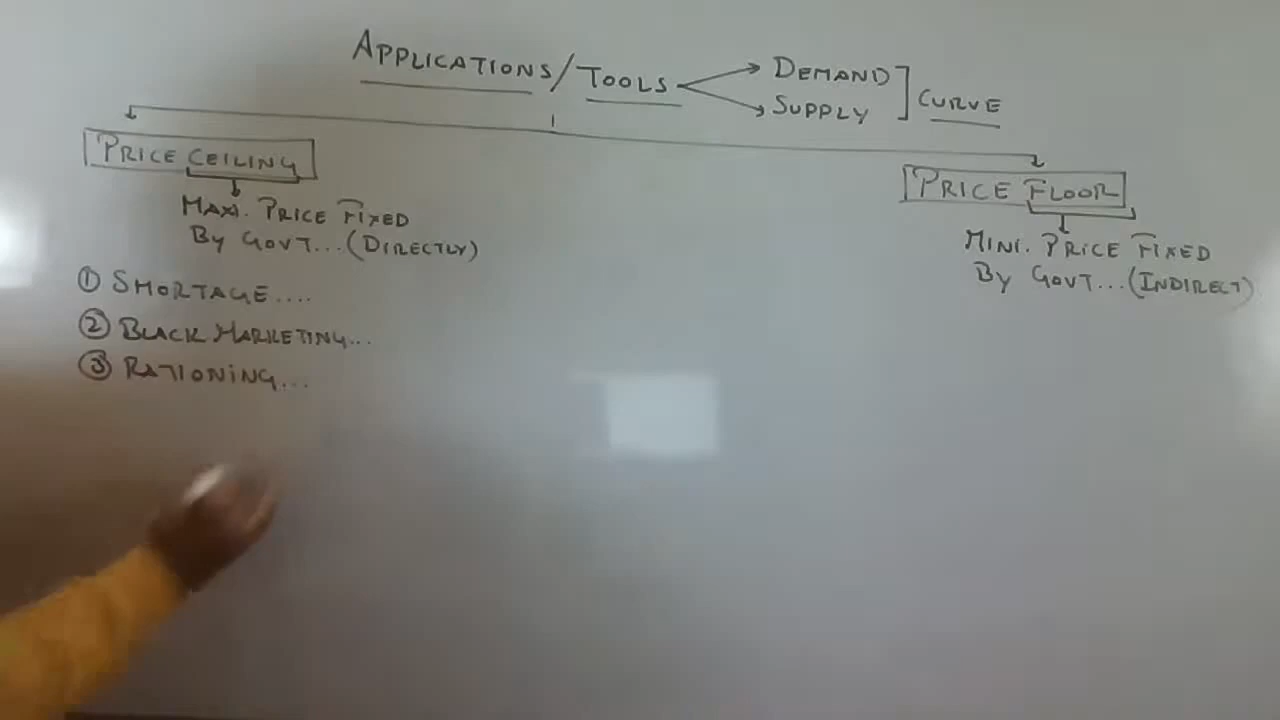 APPLICATIONS/TOOLS
DEMAND
SUPPLY
CURVE
PRICE CEILING
MAXI. PRICE FIXED
BY GOVT...(DIRECTLY)
① SHORTAGE....
② BLACK MARKETING...
③ RATIONING...
PRICE FLOOR
MINI. PRICE FIXED
BY GOVT...(INDIRECT)